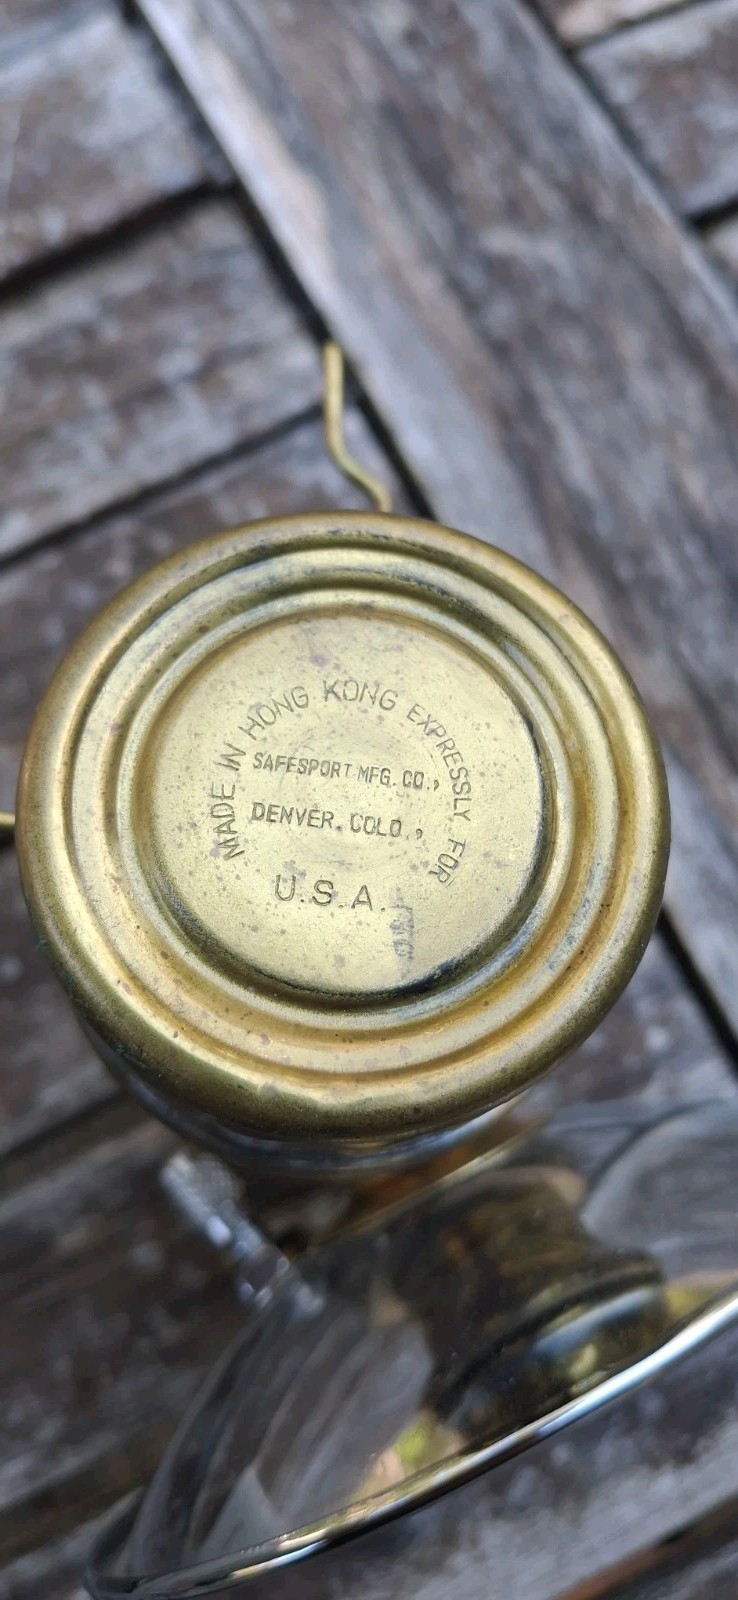 MADE IN HONG KONG EXPRESSLY FOR
SAFESPORT MFG. CO.,
DENVER. COLO.,
U.S.A.